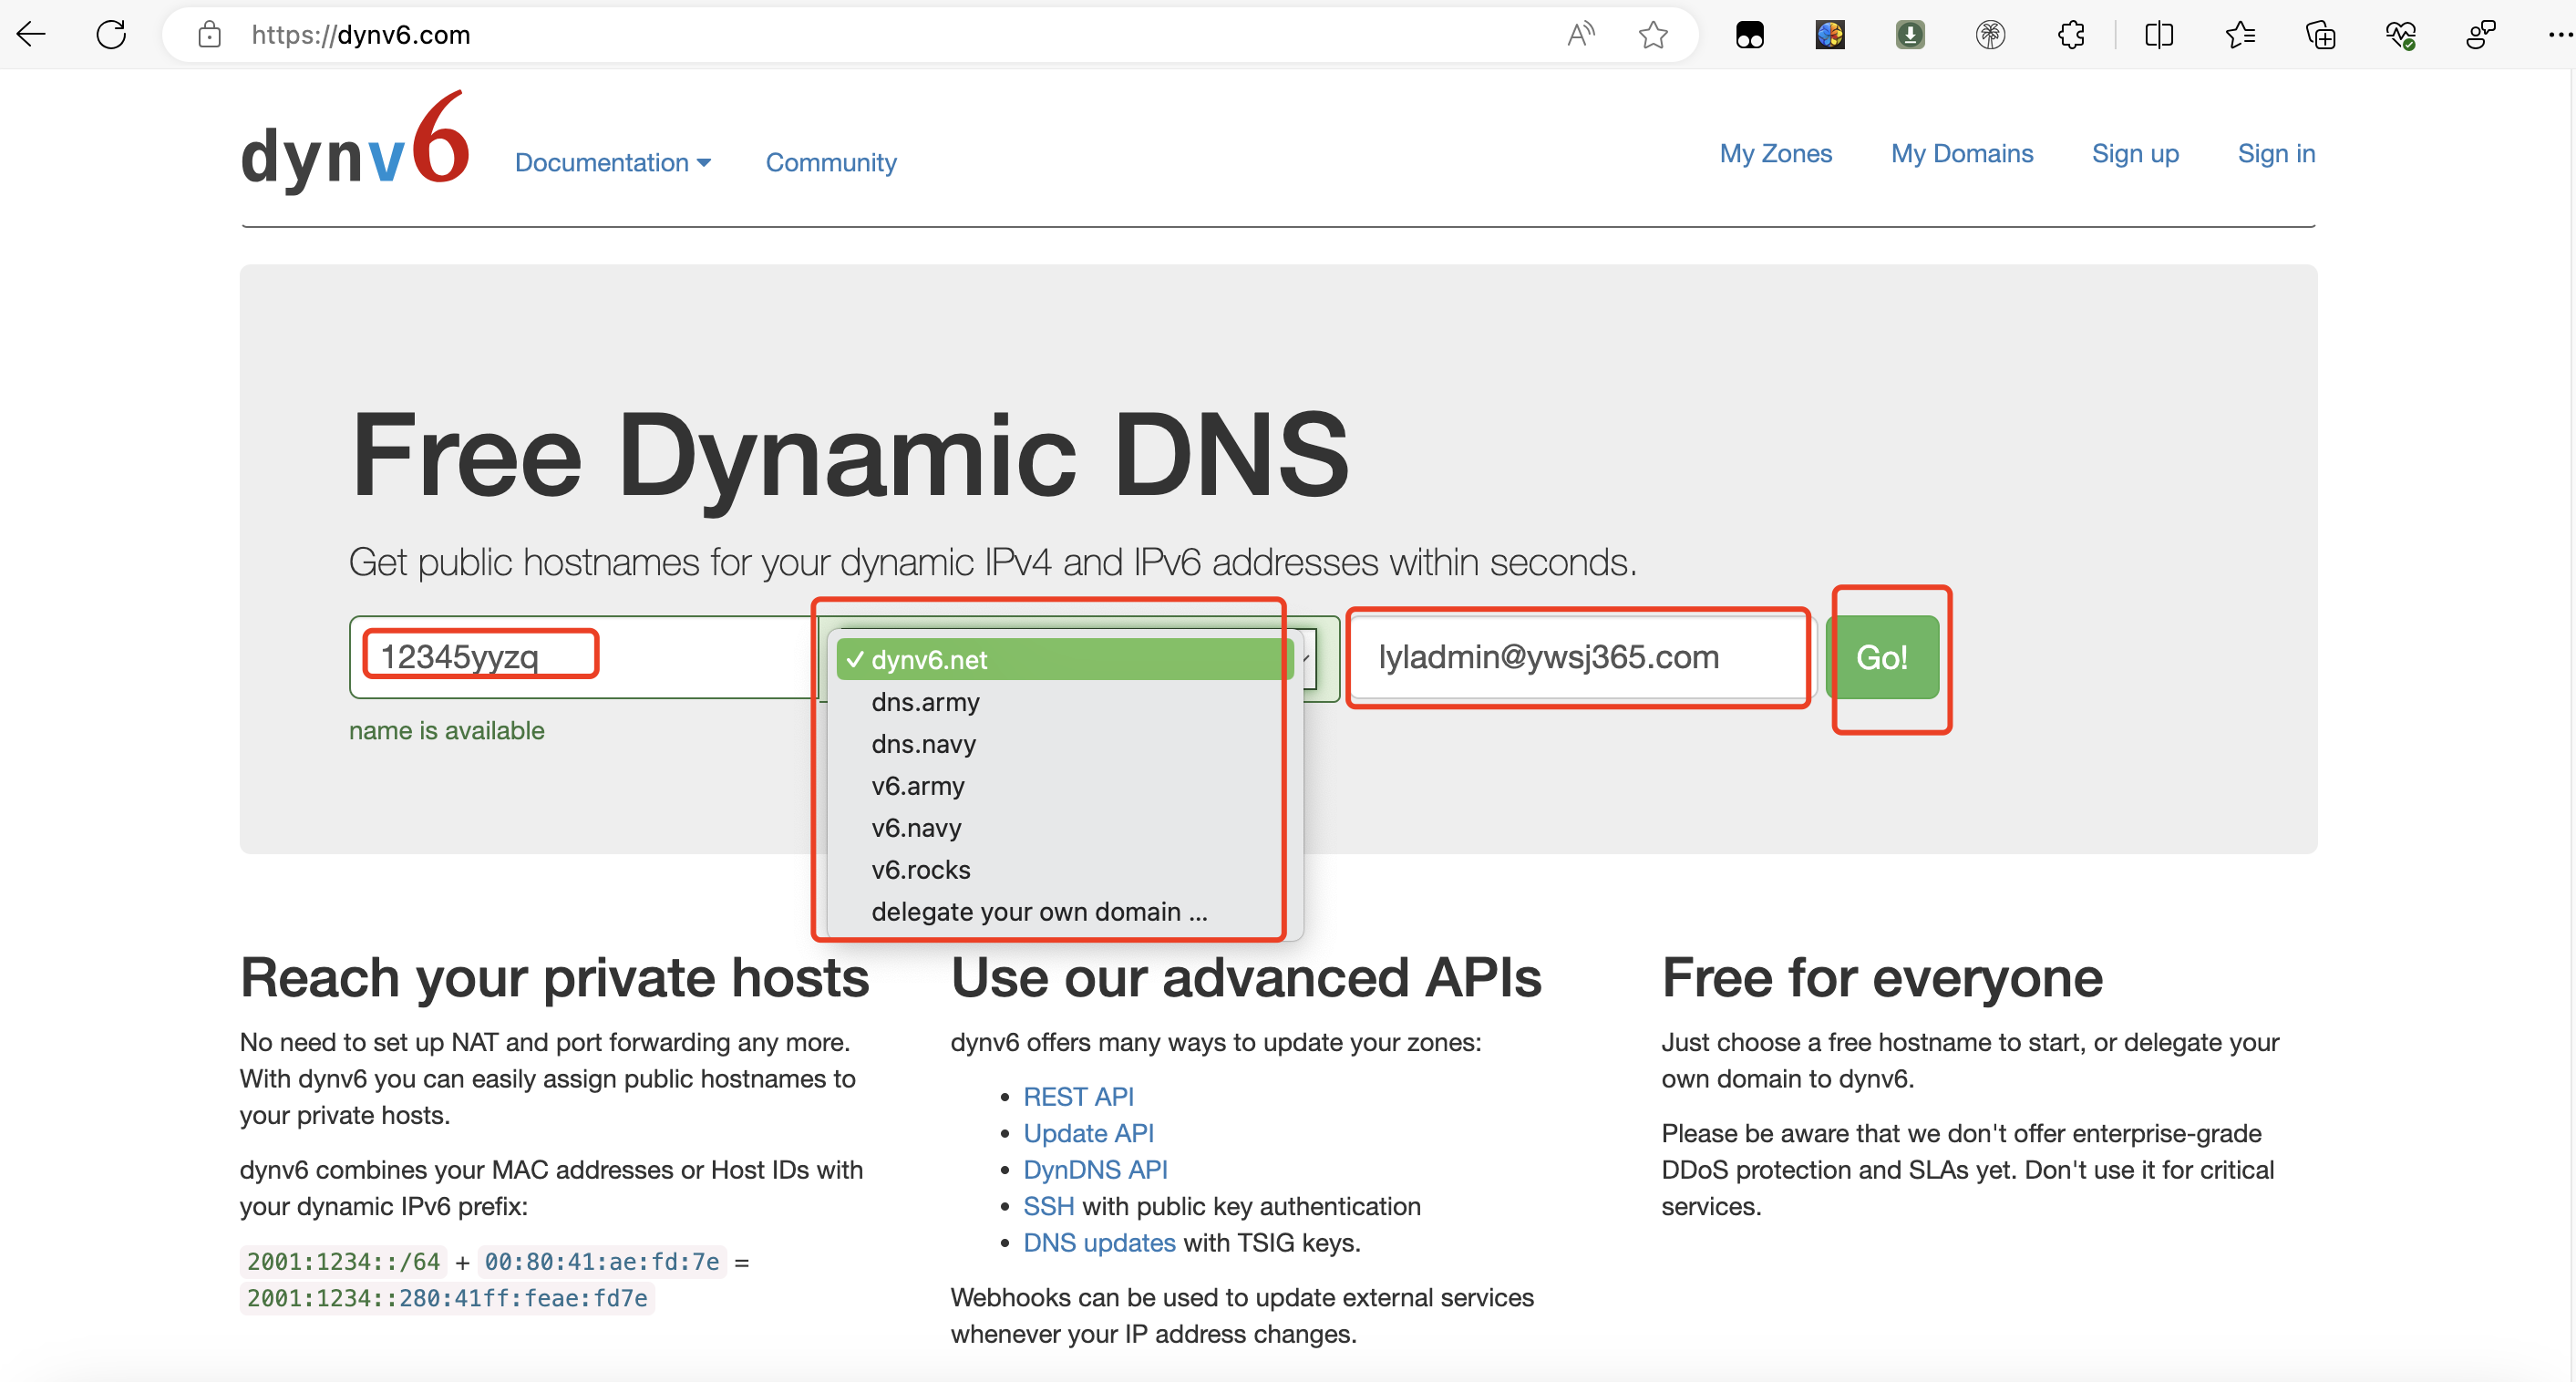 https://dynv6.com
dynv6
Documentation
Community
My Zones
My Domains
Sign up
Sign in
Free Dynamic DNS
Get public hostnames for your dynamic IPv4 and IPv6 addresses within seconds.
12345yyzq
dynv6.net
lyladmin@ywsj365.com
Go!
name is available
dns.army
dns.navy
v6.army
v6.navy
v6.rocks
delegate your own domain ...
Reach your private hosts
No need to set up NAT and port forwarding any more.
With dynv6 you can easily assign public hostnames to
your private hosts.
dynv6 combines your MAC addresses or Host IDs with
your dynamic IPv6 prefix:
2001:1234::/64 + 00:80:41:ae:fd:7e =
2001:1234::280:41ff:feae:fd7e
Use our advanced APIs
dynv6 offers many ways to update your zones:
REST API
Update API
DynDNS API
SSH with public key authentication
DNS updates with TSIG keys.
Webhooks can be used to update external services
whenever your IP address changes.
Free for everyone
Just choose a free hostname to start, or delegate your
own domain to dynv6.
Please be aware that we don't offer enterprise-grade
DDoS protection and SLAs yet. Don't use it for critical
services.